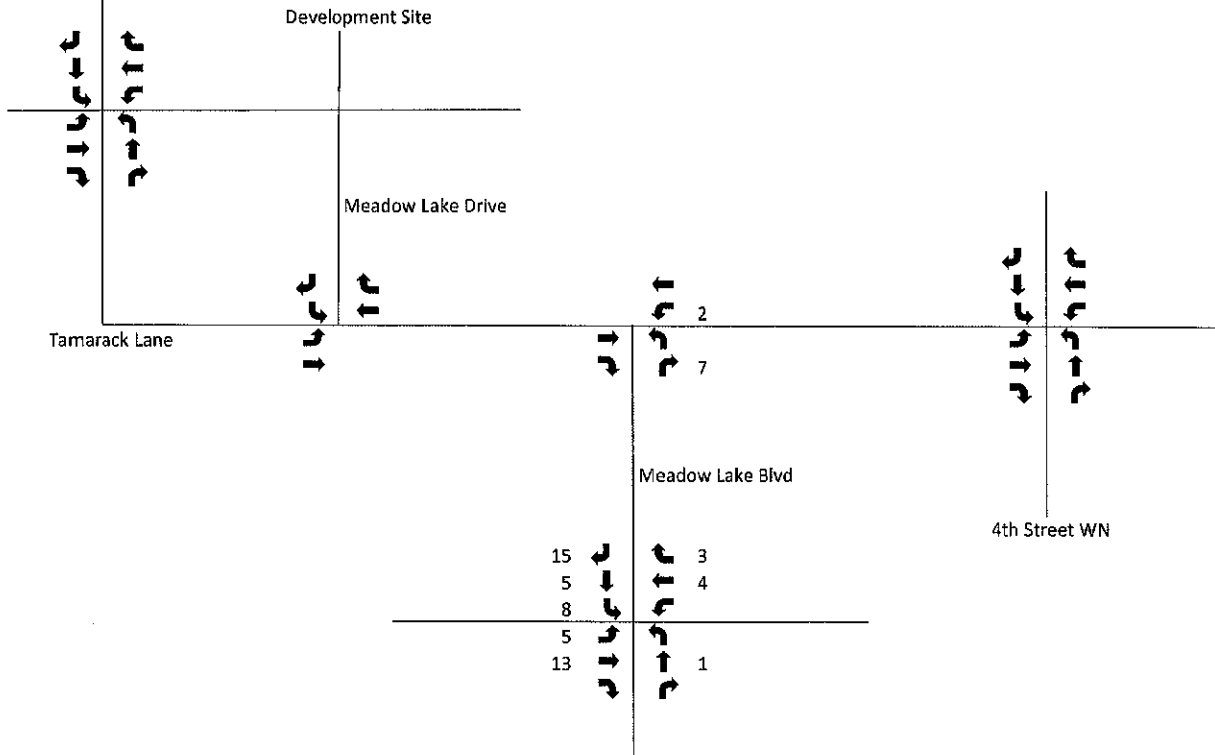 Development Site
Meadow Lake Drive
Tamarack Lane
2
7
Meadow Lake Blvd
4th Street WN
15 3
5 4
8
5
13 1